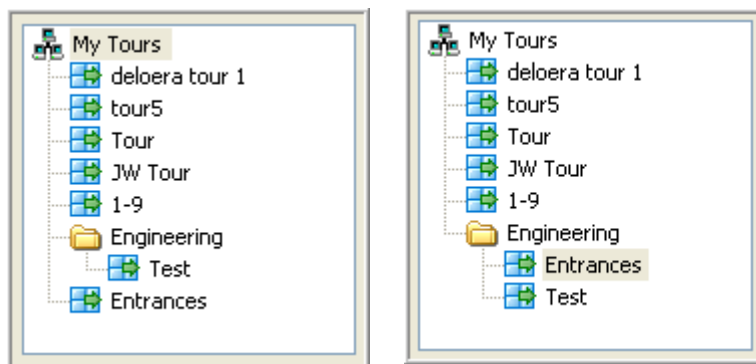 My Tours
deloera tour 1
tour5
Tour
JW Tour
1-9
Engineering
Test
Entrances
My Tours
deloera tour 1
tour5
Tour
JW Tour
1-9
Engineering
Entrances
Test